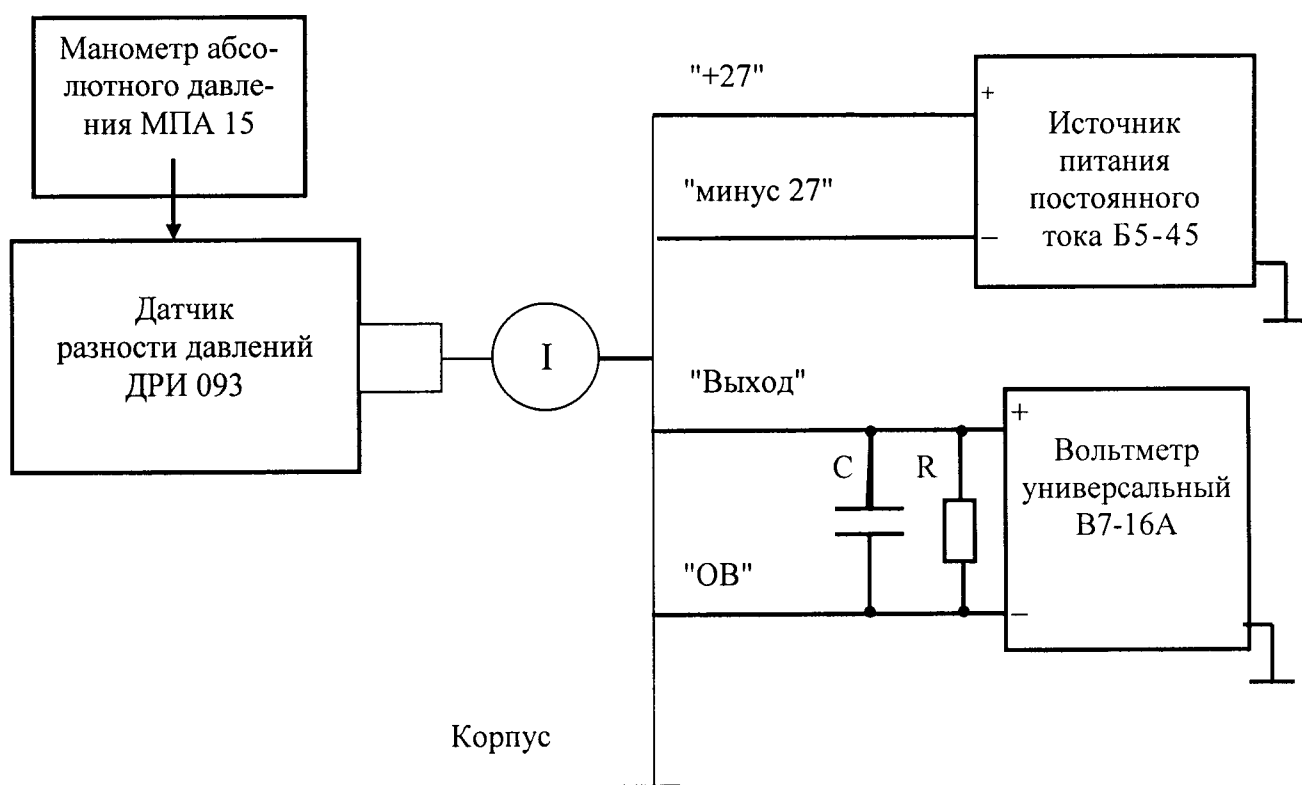 Манометр абсо-
лютного давле-
ния МПА 15
Датчик
разности давлений
ДРИ 093
I
"+27"
"минус 27"
+
−
Источник
питания
постоянного
тока Б5-45
"Выход"
C
R
"ОВ"
+
−
Вольтметр
универсальный
В7-16А
Корпус